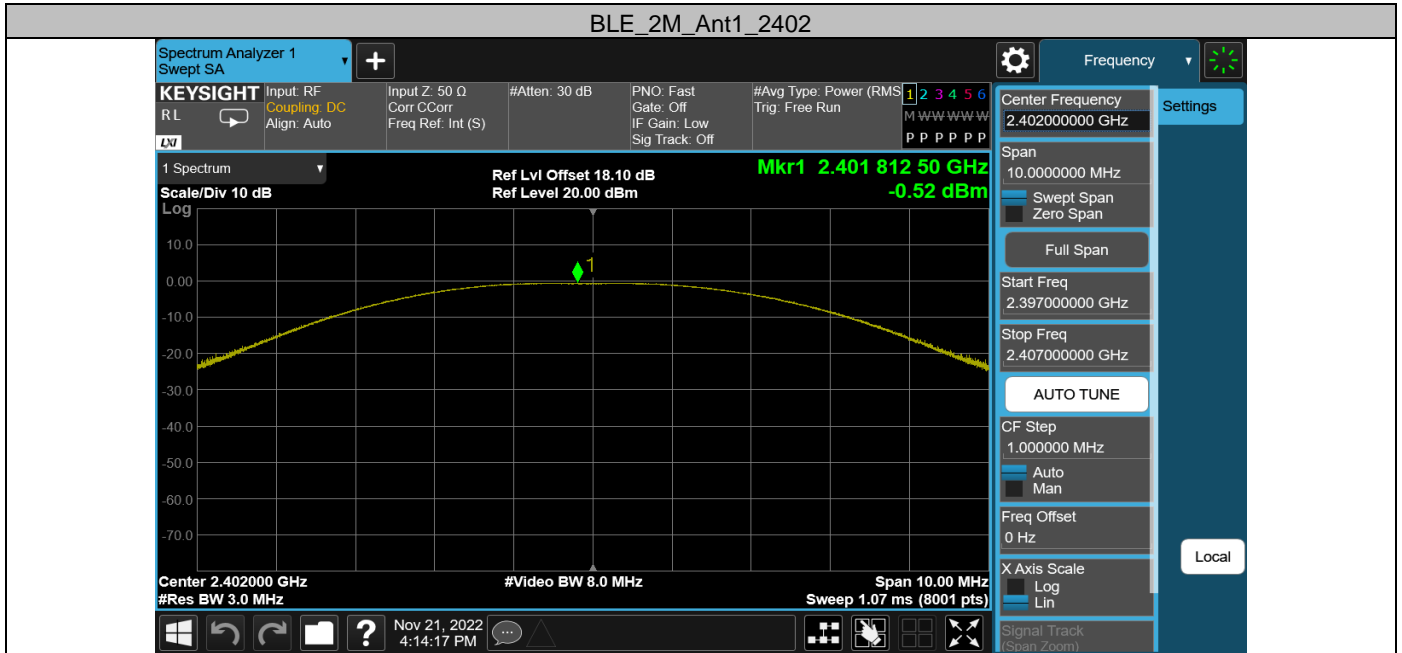 BLE_2M_Ant1_2402
Spectrum Analyzer 1
Swept SA
Frequency
KEYSIGHT
RL
LXI
Input: RF
Coupling: DC
Align: Auto
Input Z: 50 Ω
Corr CCorr
Freq Ref: Int (S)
#Atten: 30 dB
PNO: Fast
Gate: Off
IF Gain: Low
Sig Track: Off
#Avg Type: Power (RMS
Trig: Free Run
1 2 3 4 5 6
M W W W W W
P P P P P P
1 Spectrum
Scale/Div 10 dB
Ref Lvl Offset 18.10 dB
Ref Level 20.00 dBm
Mkr1 2.401 812 50 GHz
-0.52 dBm
Log
10.0
0.00
-10.0
-20.0
-30.0
-40.0
-50.0
-60.0
-70.0
1
Center 2.402000 GHz
#Res BW 3.0 MHz
#Video BW 8.0 MHz
Span 10.00 MHz
Sweep 1.07 ms (8001 pts)
Center Frequency
2.402000000 GHz
Settings
Span
10.0000000 MHz
Swept Span
Zero Span
Full Span
Start Freq
2.397000000 GHz
Stop Freq
2.407000000 GHz
AUTO TUNE
CF Step
1.000000 MHz
Auto
Man
Freq Offset
0 Hz
X Axis Scale
Log
Lin
Signal Track
(Span Zoom)
Local
?
Nov 21, 2022
4:14:17 PM